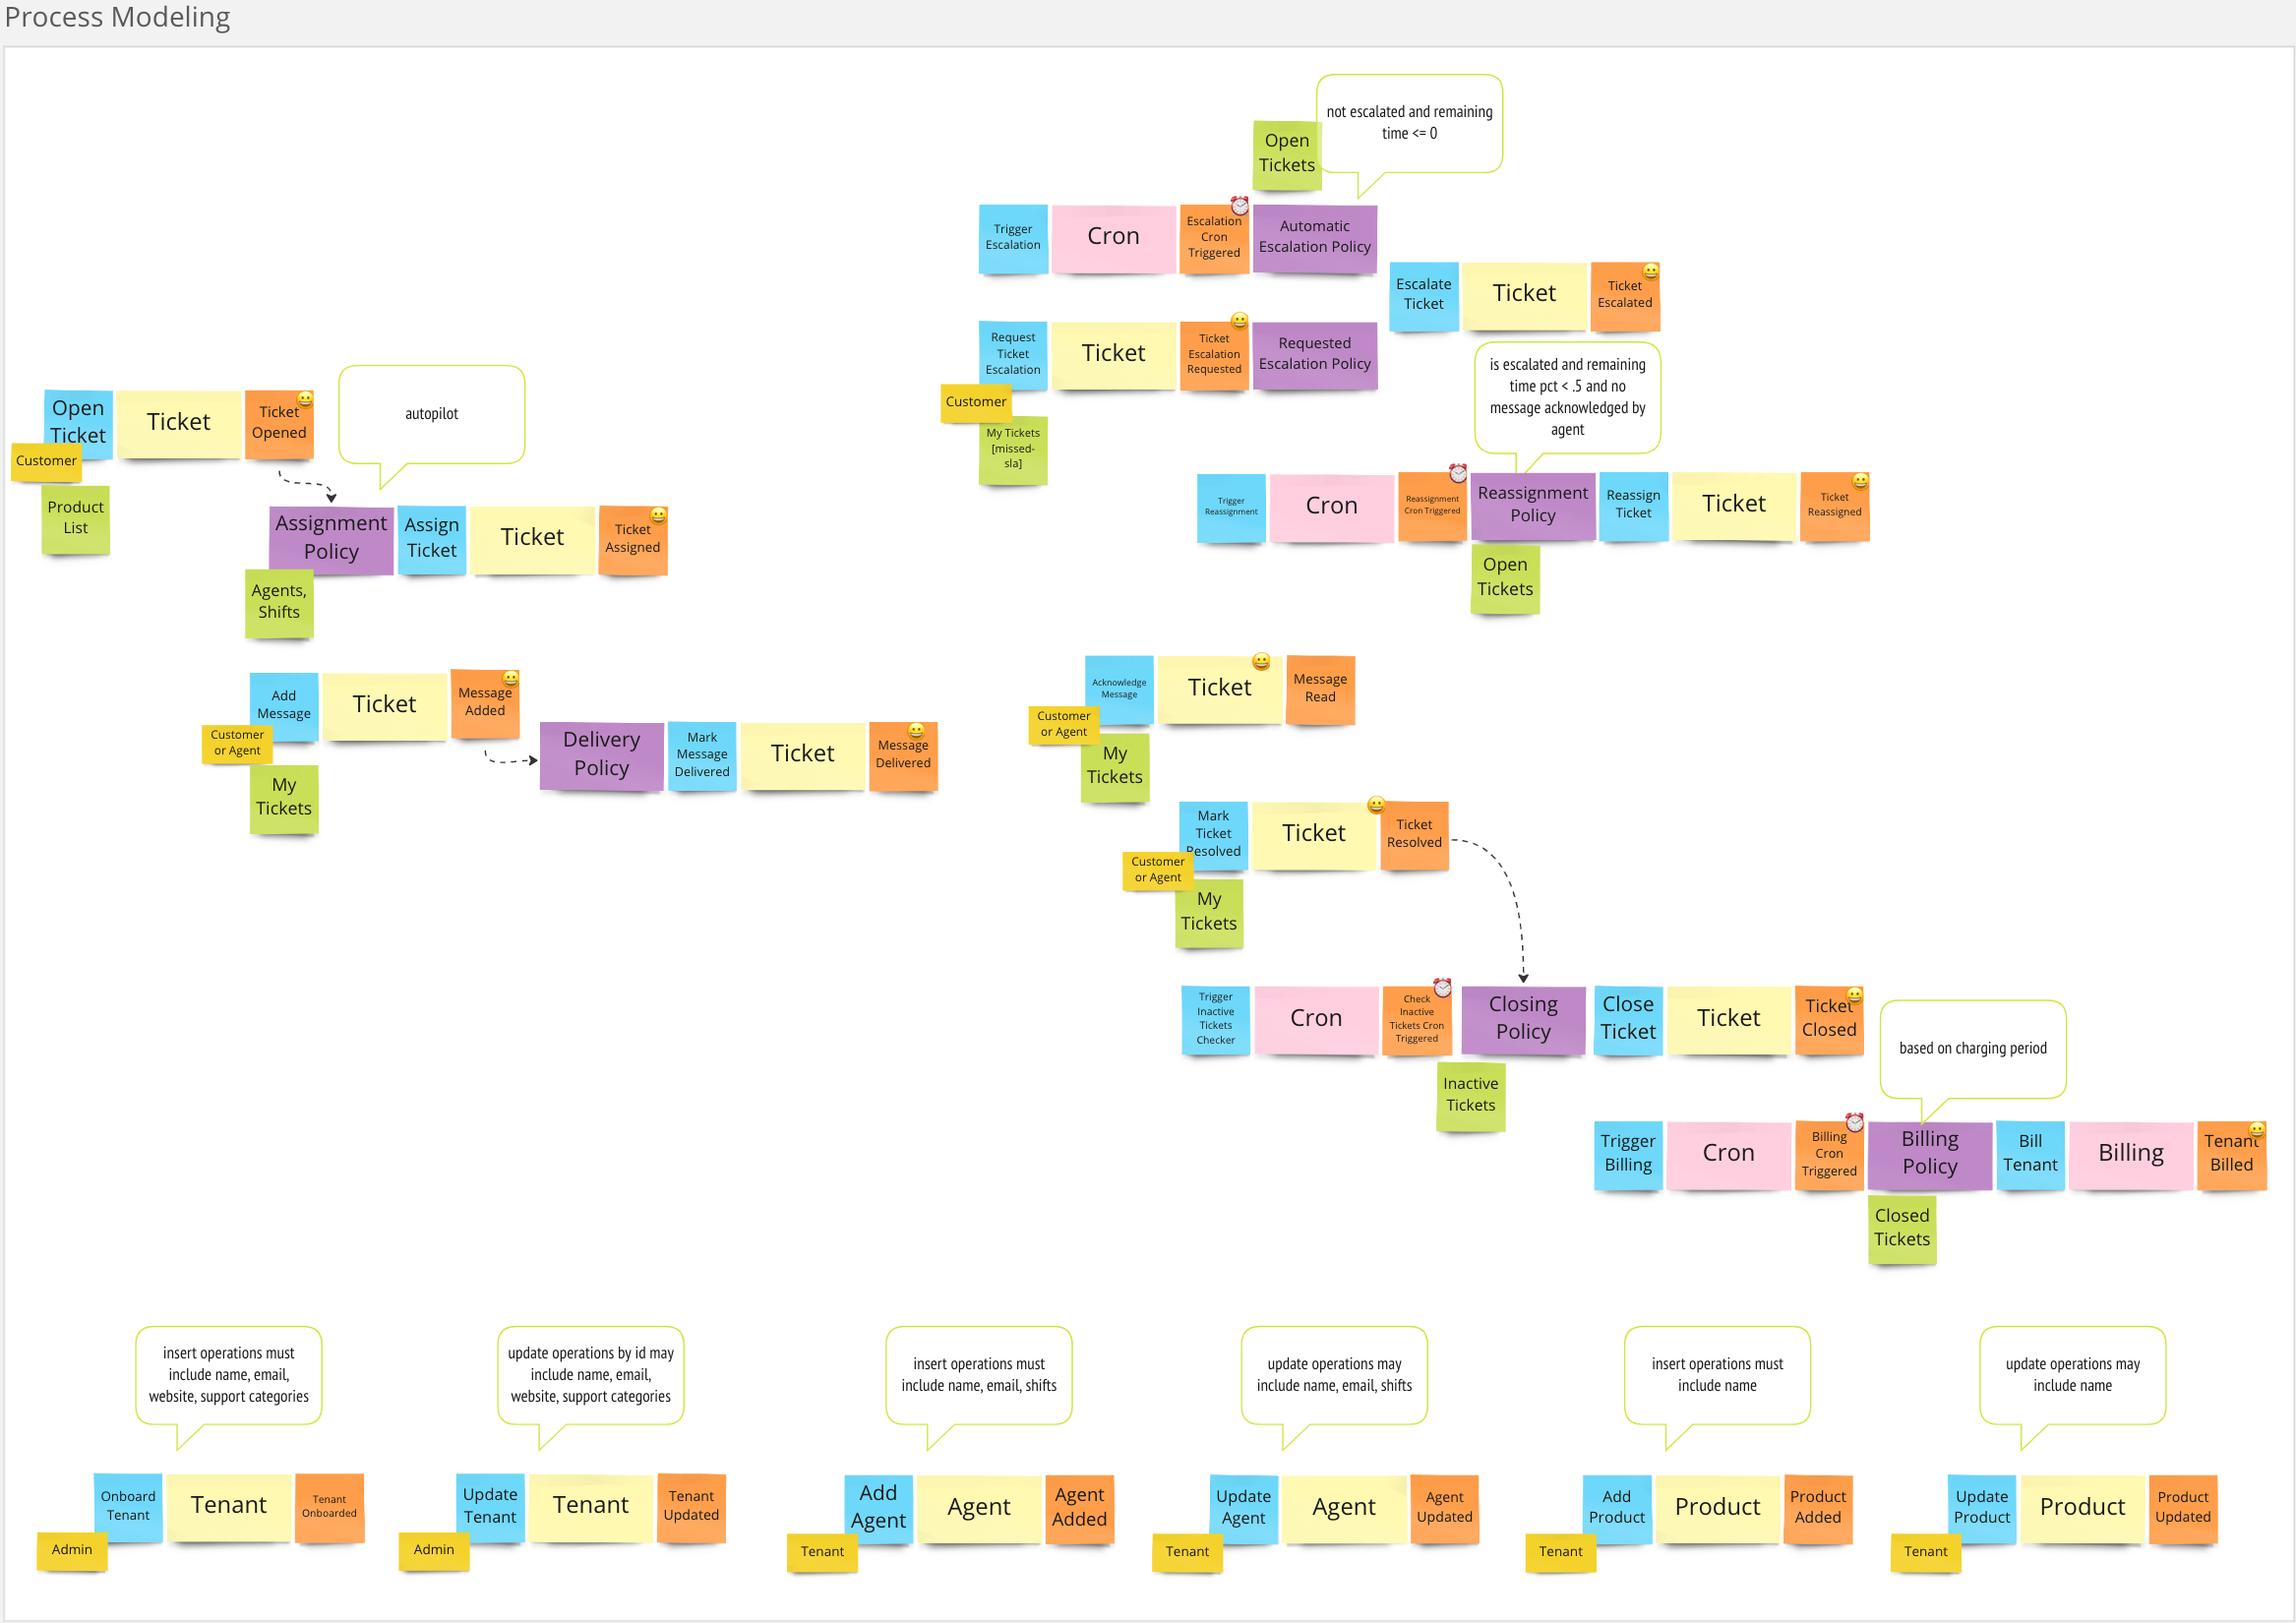 Process Modeling
not escalated and remaining
time <= 0
Open
Tickets
Trigger
Escalation
Cron
Escalation
Cron
Triggered
Automatic
Escalation Policy
Escalate
Ticket
Ticket
Ticket
Escalated
Request
Ticket
Escalation
Ticket
Ticket
Escalation
Requested
Requested
Escalation Policy
Customer
My Tickets
[missed-
sla]
is escalated and remaining
time pct < .5 and no
message acknowledged by
agent
Open
Ticket
Ticket
Ticket
Opened
Customer
Product
List
autopilot
Assignment
Policy
Assign
Ticket
Ticket
Ticket
Assigned
Agents,
Shifts
Trigger
Reassignment
Cron
Reassignment
Cron Triggered
Reassignment
Policy
Reassign
Ticket
Ticket
Ticket
Reassigned
Open
Tickets
Add
Message
Ticket
Message
Added
Customer
or Agent
My
Tickets
Delivery
Policy
Mark
Message
Delivered
Ticket
Message
Delivered
Acknowledge
Message
Ticket
Message
Read
Customer
or Agent
My
Tickets
Mark
Ticket
Resolved
Ticket
Ticket
Resolved
Customer
or Agent
My
Tickets
Trigger
Inactive
Tickets
Checker
Cron
Check
Inactive
Tickets Cron
Triggered
Closing
Policy
Close
Ticket
Ticket
Ticket
Closed
Inactive
Tickets
based on charging period
Trigger
Billing
Cron
Billing
Cron
Triggered
Billing
Policy
Bill
Tenant
Billing
Tenant
Billed
Closed
Tickets
insert operations must
include name, email,
website, support categories
Onboard
Tenant
Tenant
Tenant
Onboarded
Admin
update operations by id may
include name, email,
website, support categories
Update
Tenant
Tenant
Tenant
Updated
Admin
insert operations must
include name, email, shifts
Add
Agent
Agent
Agent
Added
Tenant
update operations may
include name, email, shifts
Update
Agent
Agent
Agent
Updated
Tenant
insert operations must
include name
Add
Product
Product
Product
Added
Tenant
update operations may
include name
Update
Product
Product
Product
Updated
Tenant